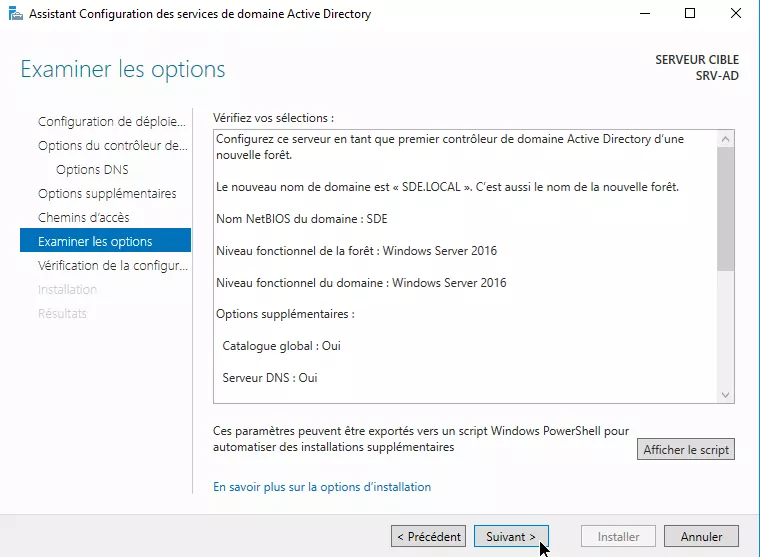 Assistant Configuration des services de domaine Active Directory
Examiner les options
SERVEUR CIBLE
SRV-AD
Configuration de déploie...
Options du contrôleur de...
Options DNS
Options supplémentaires
Chemins d’accès
Examiner les options
Vérification de la configur...
Installation
Résultats
Vérifiez vos sélections :
Configurez ce serveur en tant que premier contrôleur de domaine Active Directory d’une
nouvelle forêt.
Le nouveau nom de domaine est « SDE.LOCAL ». C’est aussi le nom de la nouvelle forêt.
Nom NetBIOS du domaine : SDE
Niveau fonctionnel de la forêt : Windows Server 2016
Niveau fonctionnel du domaine : Windows Server 2016
Options supplémentaires :
Catalogue global : Oui
Serveur DNS : Oui
Ces paramètres peuvent être exportés vers un script Windows PowerShell pour
automatiser des installations supplémentaires
Afficher le script
En savoir plus sur la options d’installation
< Précédent
Suivant >
Installer
Annuler